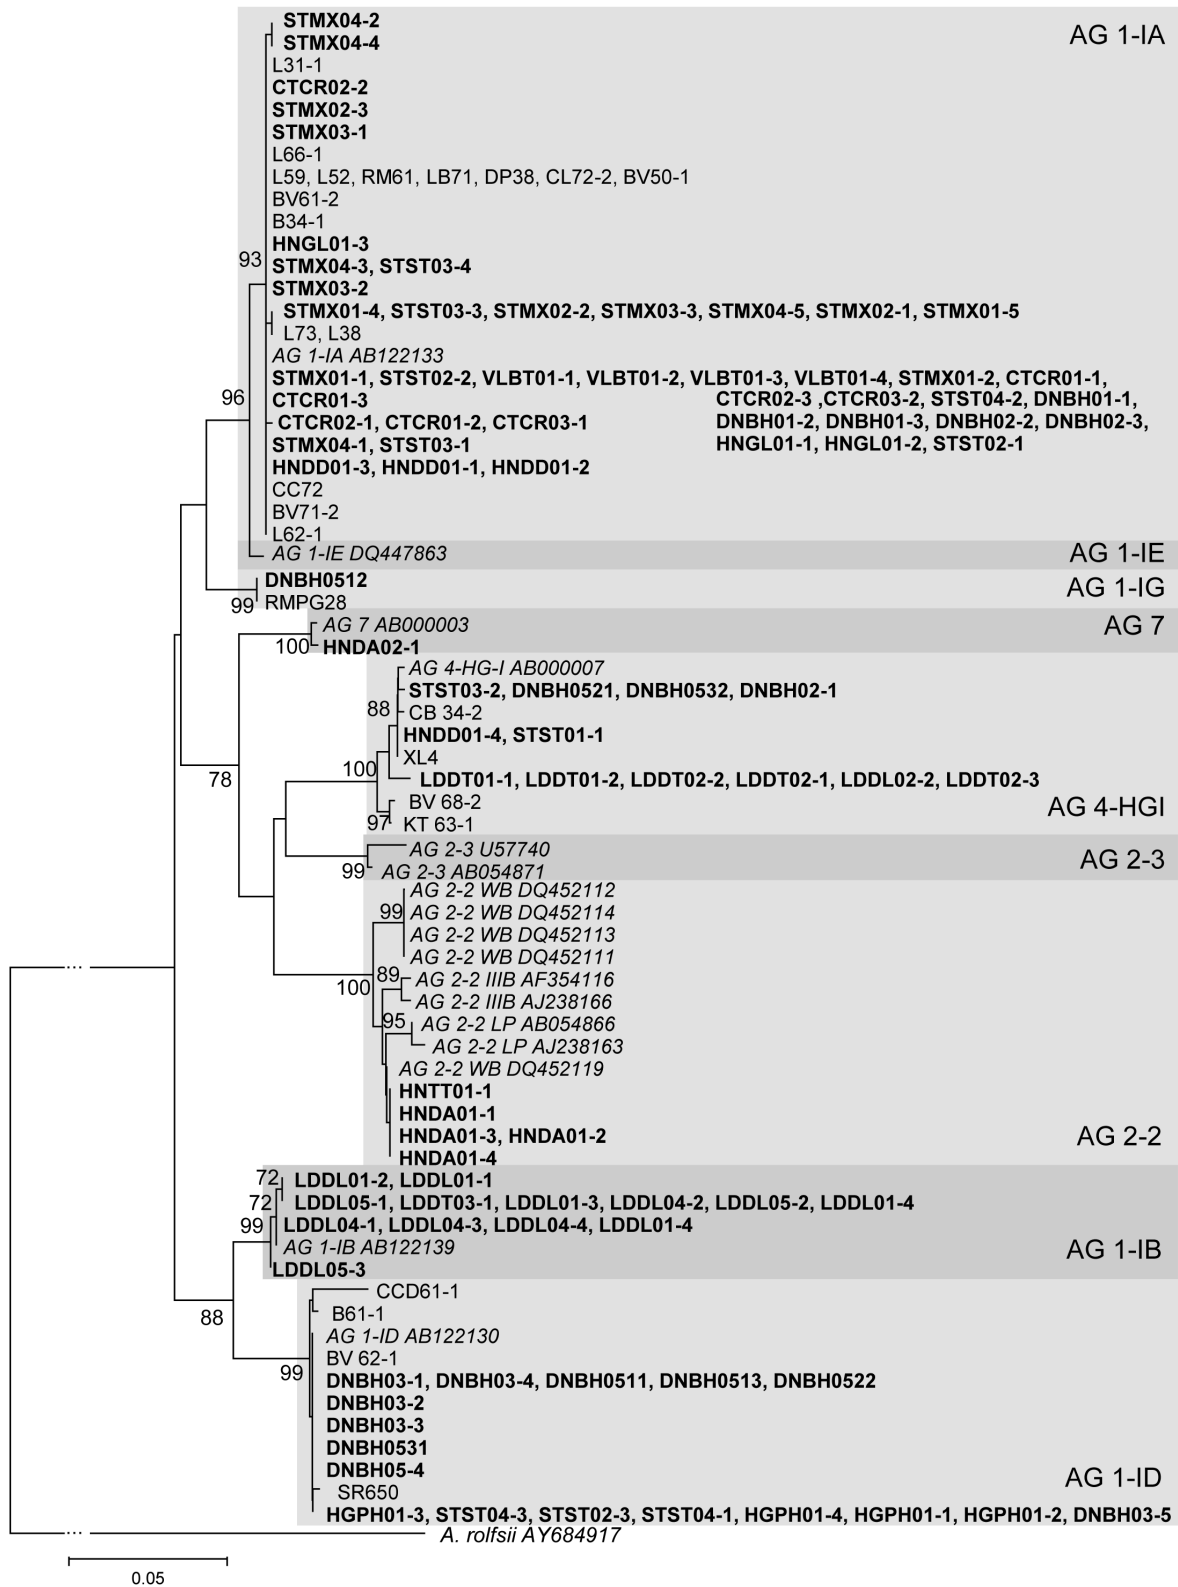 STMX04-2
AG 1-IA
STMX04-4
L31-1
CTCR02-2
STMX02-3
STMX03-1
L66-1
L59, L52, RM61, LB71, DP38, CL72-2, BV50-1
BV61-2
B34-1
HNGL01-3
93
STMX04-3, STST03-4
STMX03-2
STMX01-4, STST03-3, STMX02-2, STMX03-3, STMX04-5, STMX02-1, STMX01-5
L73, L38
AG 1-IA AB122133
STMX01-1, STST02-2, VLBT01-1, VLBT01-2, VLBT01-3, VLBT01-4, STMX01-2, CTCR01-1,
CTCR02-3 ,CTCR03-2, STST04-2, DNBH01-1,
DNBH01-2, DNBH01-3, DNBH02-2, DNBH02-3,
HNGL01-1, HNGL01-2, STST02-1
96
CTCR01-3
CTCR02-1, CTCR01-2, CTCR03-1
STMX04-1, STST03-1
HNDD01-3, HNDD01-1, HNDD01-2
CC72
BV71-2
L62-1
AG 1-IE DQ447863
AG 1-IE
DNBH0512
AG 1-IG
99
RMPG28
AG 7 AB000003
AG 7
100
HNDA02-1
AG 4-HG-I AB000007
STST03-2, DNBH0521, DNBH0532, DNBH02-1
88
CB 34-2
HNDD01-4, STST01-1
XL4
100
78
LDDT01-1, LDDT01-2, LDDT02-2, LDDT02-1, LDDL02-2, LDDT02-3
BV 68-2
AG 4-HGI
97
KT 63-1
AG 2-3 U57740
AG 2-3
99
AG 2-3 AB054871
AG 2-2 WB DQ452112
99
AG 2-2 WB DQ452114
AG 2-2 WB DQ452113
AG 2-2 WB DQ452111
...
89
AG 2-2 IIIB AF354116
100
AG 2-2 IIIB AJ238166
95
AG 2-2 LP AB054866
AG 2-2 LP AJ238163
AG 2-2 WB DQ452119
HNTT01-1
HNDA01-1
HNDA01-3, HNDA01-2
AG 2-2
HNDA01-4
72
LDDL01-2, LDDL01-1
72
LDDL05-1, LDDT03-1, LDDL01-3, LDDL04-2, LDDL05-2, LDDL01-4
99
LDDL04-1, LDDL04-3, LDDL04-4, LDDL01-4
AG 1-IB AB122139
AG 1-IB
LDDL05-3
CCD61-1
88
B61-1
AG 1-ID AB122130
BV 62-1
99
DNBH03-1, DNBH03-4, DNBH0511, DNBH0513, DNBH0522
DNBH03-2
DNBH03-3
DNBH0531
DNBH05-4
AG 1-ID
SR650
HGPH01-3, STST04-3, STST02-3, STST04-1, HGPH01-4, HGPH01-1, HGPH01-2, DNBH03-5
...
A. rolfsii AY684917
0.05